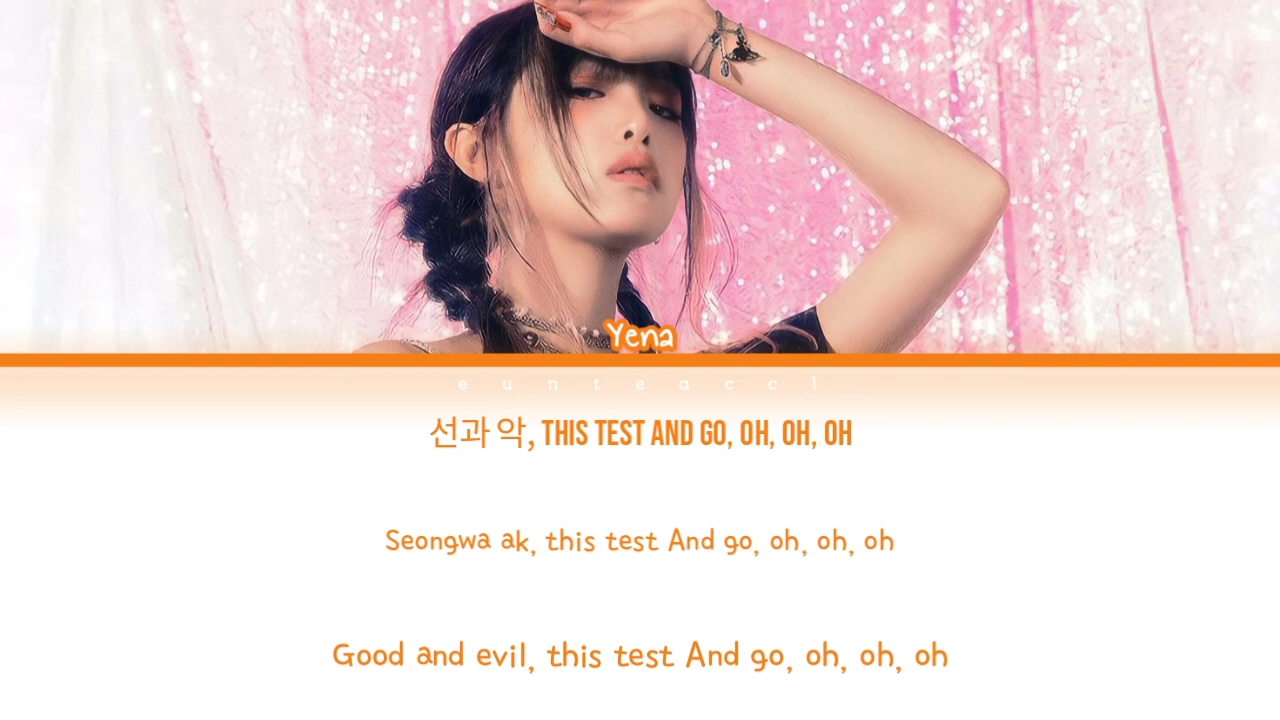 Yena
eunteaccl
선과 악, THIS TEST AND GO, OH, OH, OH
Seongwa ak, this test And go, oh, oh, oh
Good and evil, this test And go, oh, oh, oh